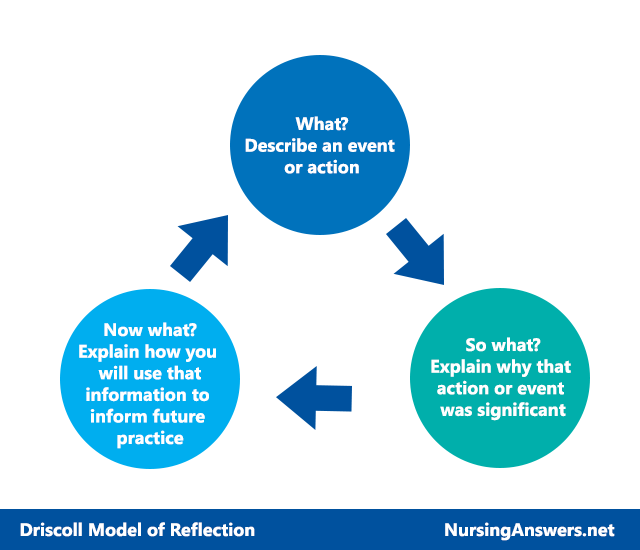 What?
Describe an event
or action
So what?
Explain why that
action or event
was significant
Now what?
Explain how you
will use that
information to
inform future
practice
Driscoll Model of Reflection
NursingAnswers.net